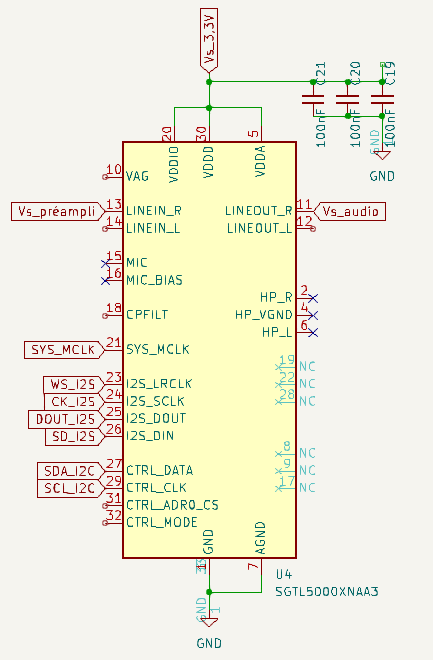 Vs_3,3V
C21
C20
C19
100nF
100nF
100nF
GND
GND
20
30
5
VDDIO
VDDD
VDDA
10
VAG
Vs_préampli
13
LINEIN_R
LINEOUT_R
11
Vs_audio
14
LINEIN_L
LINEOUT_L
12
15
MIC
16
MIC_BIAS
HP_R
2
18
CPFILT
HP_VGND
4
HP_L
6
SYS_MCLK
21
SYS_MCLK
19
NC
WS_I2S
23
I2S_LRCLK
22
NC
CK_I2S
24
I2S_SCLK
28
NC
DOUT_I2S
25
I2S_DOUT
SD_I2S
26
I2S_DIN
8
NC
SDA_I2C
27
CTRL_DATA
9
NC
SCL_I2C
29
CTRL_CLK
17
NC
31
CTRL_ADR0_CS
32
CTRL_MODE
GND
AGND
7
U4
SGTL5000XNAA3
GND
1
GND